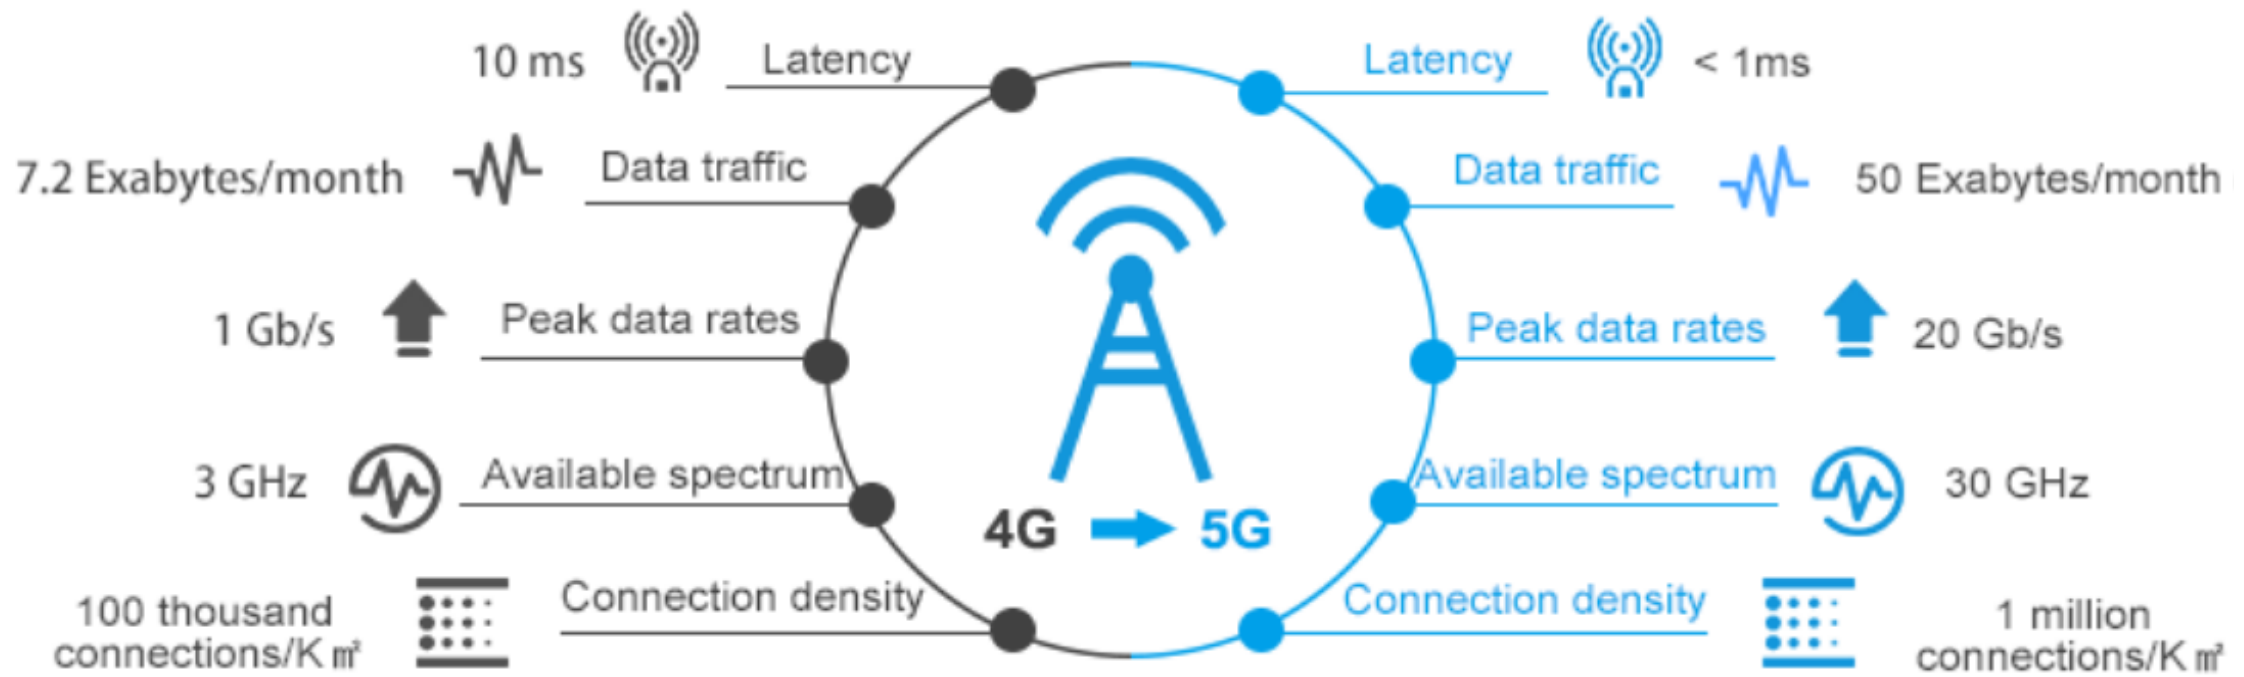 10 ms
Latency
Latency
< 1ms
7.2 Exabytes/month
Data traffic
Data traffic
50 Exabytes/month
1 Gb/s
Peak data rates
Peak data rates
20 Gb/s
3 GHz
Available spectrum
Available spectrum
30 GHz
4G
5G
100 thousand
connections/K㎡
Connection density
Connection density
1 million
connections/K㎡